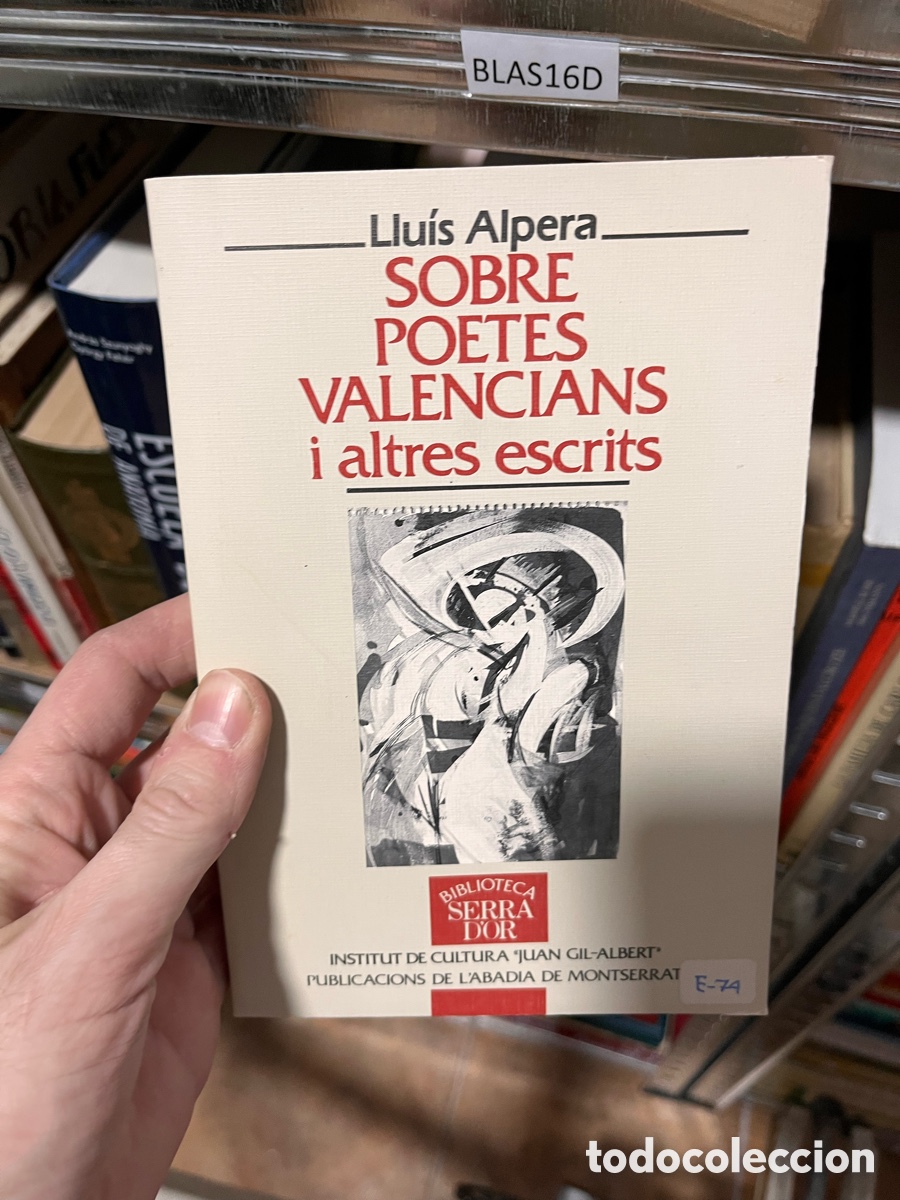 BLAS16D
Lluís Alpera
SOBRE
POETES
VALENCIANS
i altres escrits
BIBLIOTECA
SERRA
D'OR
INSTITUT DE CULTURA "JUAN GIL-ALBERT"
PUBLICACIONS DE L'ABADIA DE MONTSERRAT
E-74
todocoleccion